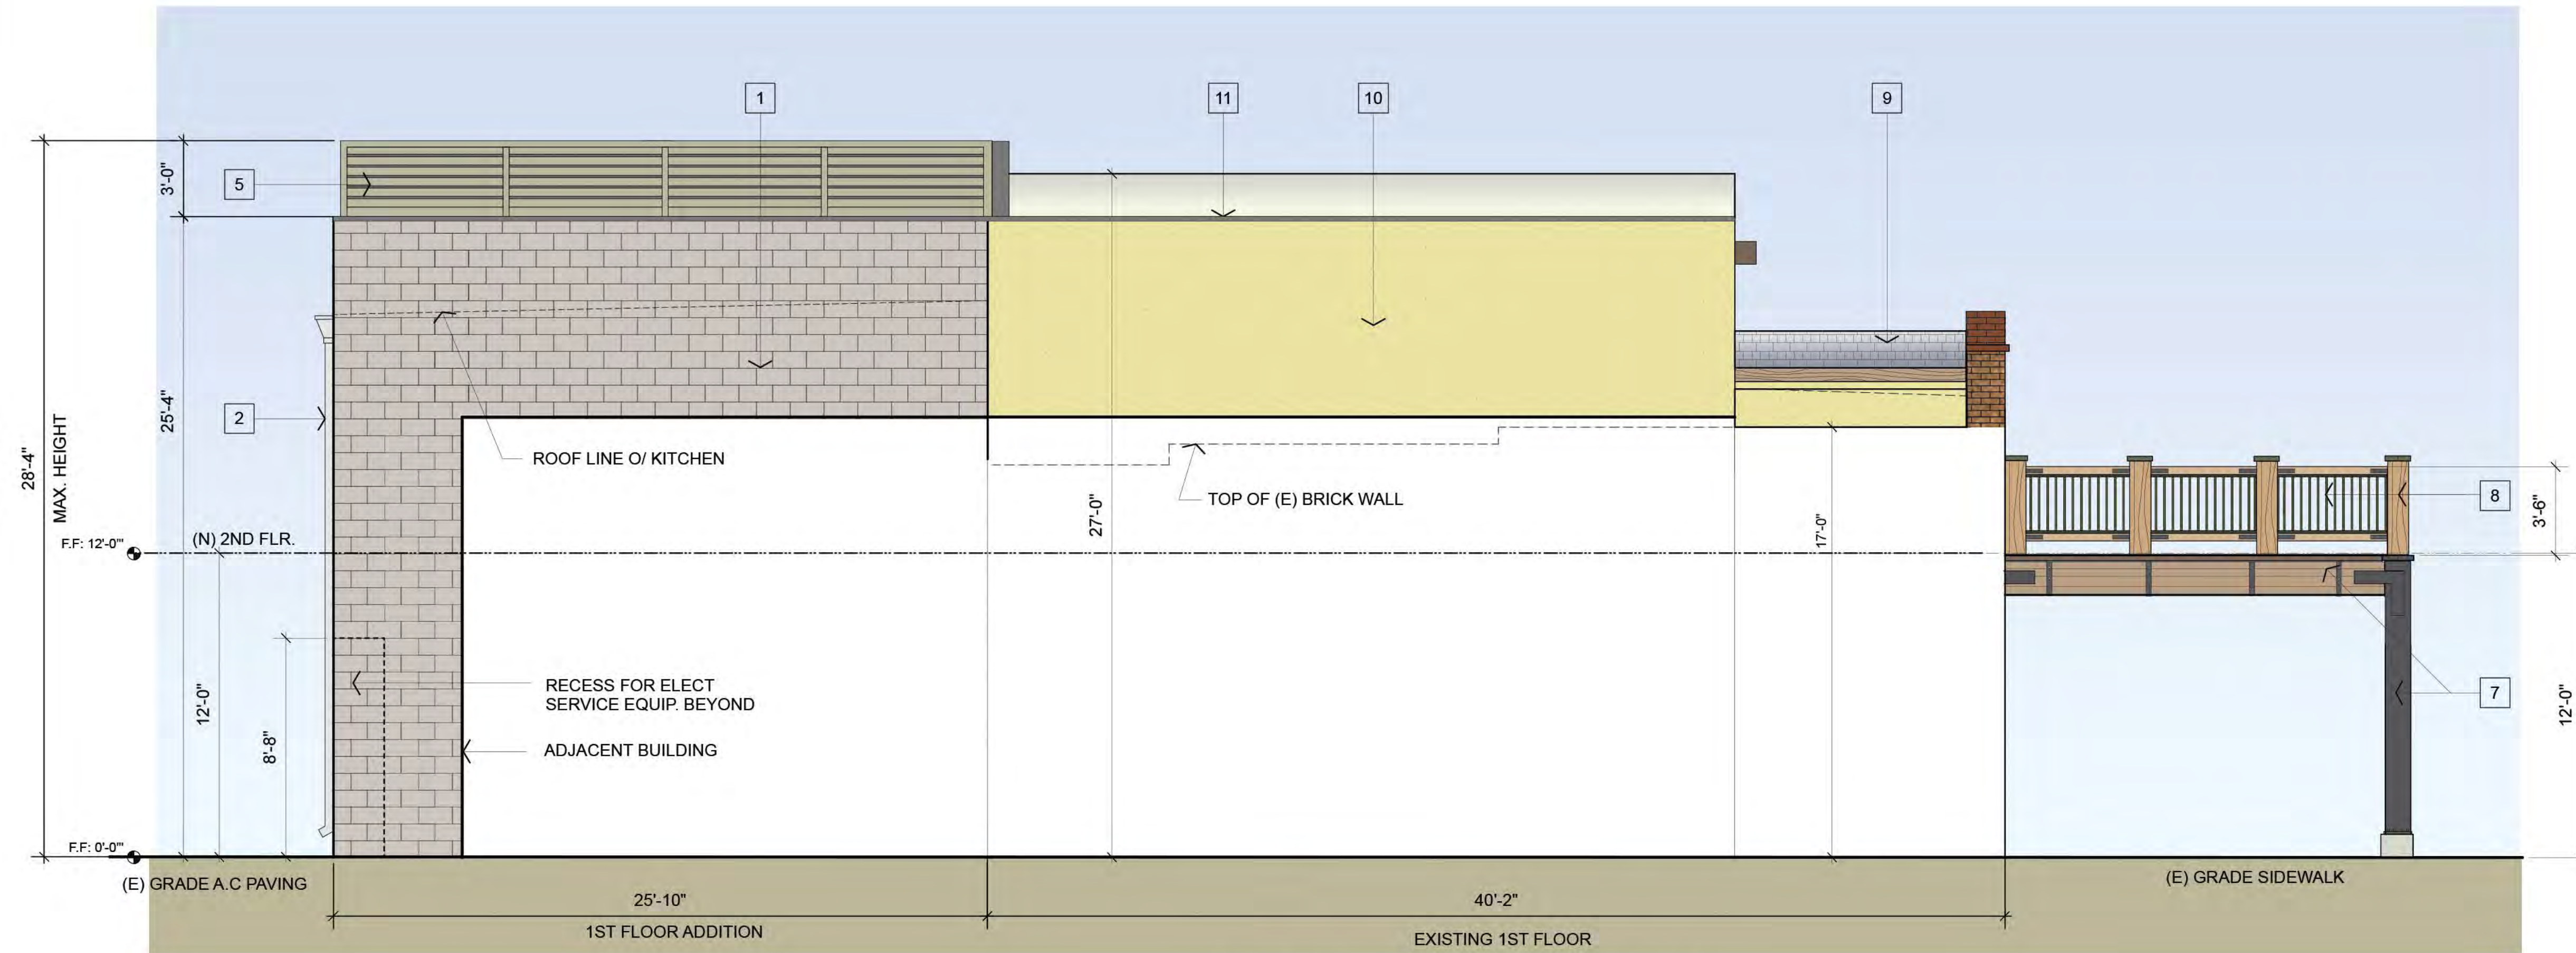 1
11
10
9
3'-0"
5
28'-4"
MAX. HEIGHT
25'-4"
2
ROOF LINE O/ KITCHEN
TOP OF (E) BRICK WALL
27'-0"
17'-0"
8
3'-6"
F.F: 12'-0'"
(N) 2ND FLR.
12'-0"
8'-8"
RECESS FOR ELECT
SERVICE EQUIP. BEYOND
ADJACENT BUILDING
7
12'-0"
F.F: 0'-0'"
(E) GRADE A.C PAVING
(E) GRADE SIDEWALK
25'-10"
40'-2"
1ST FLOOR ADDITION
EXISTING 1ST FLOOR